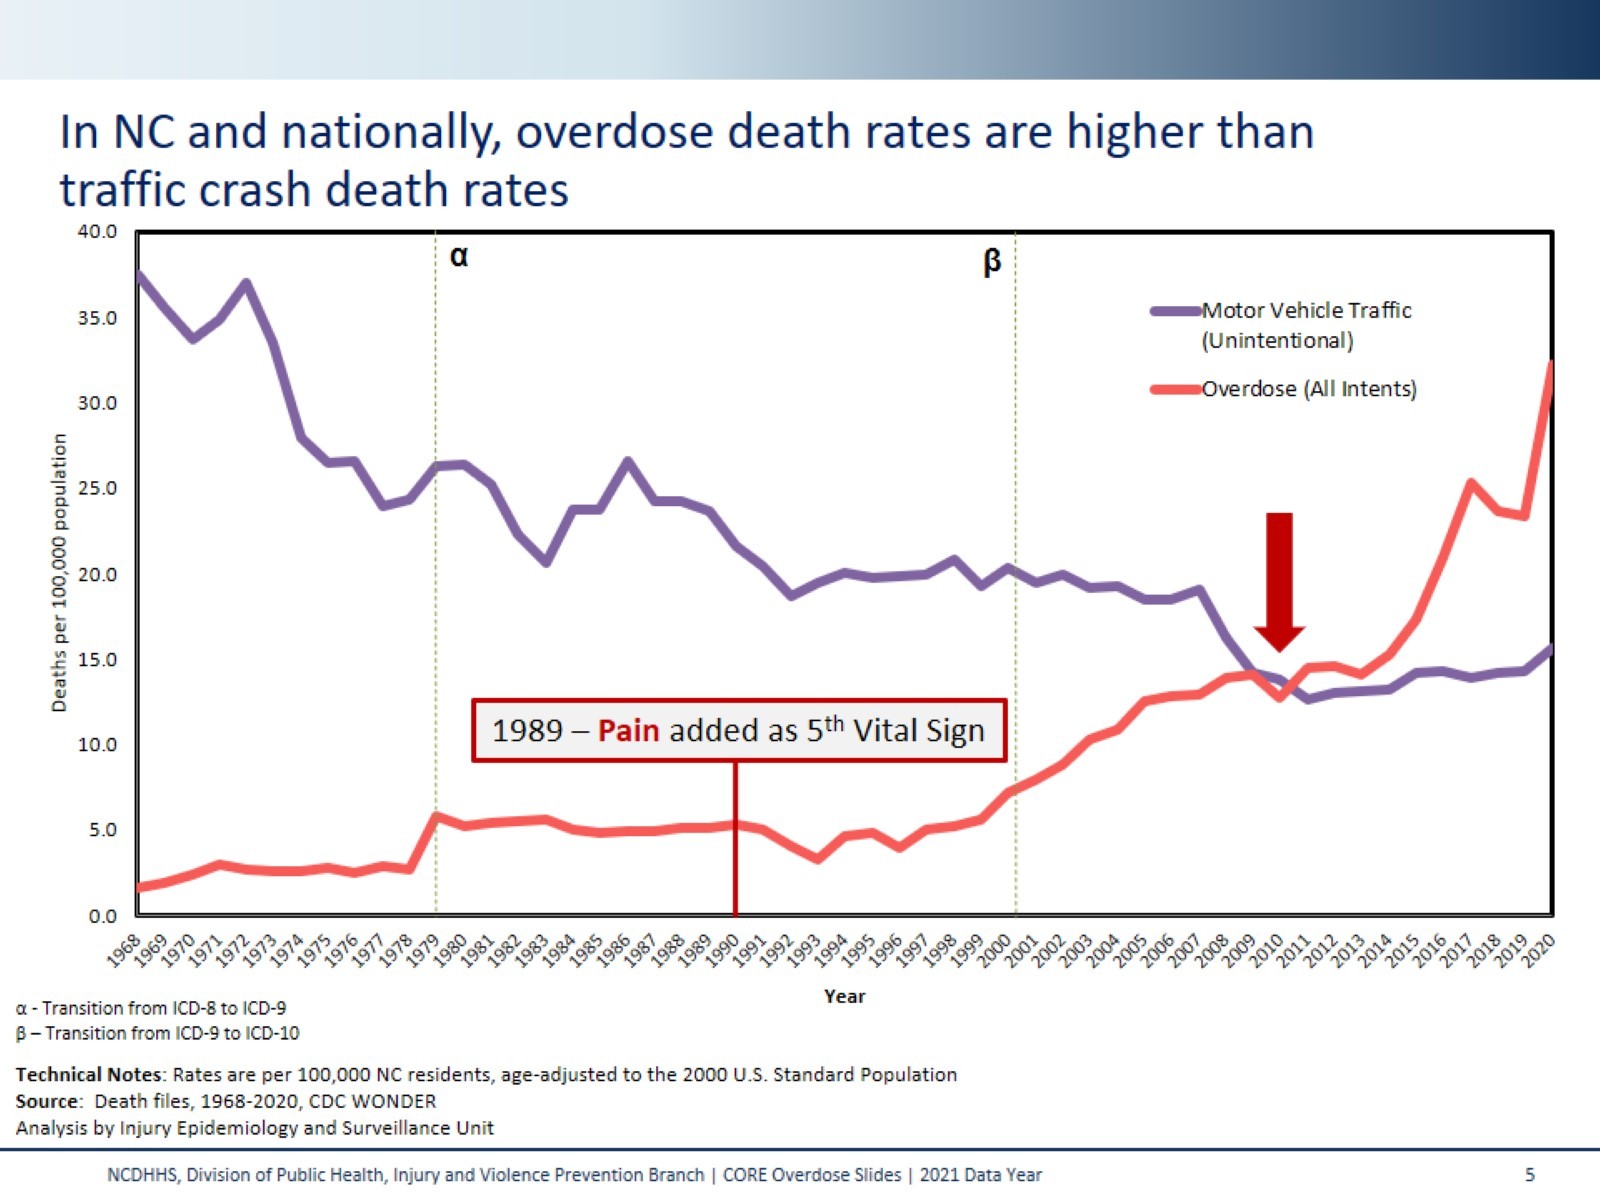 In NC and nationally, overdose death rates are higher than
traffic crash death rates
40.0
35.0
30.0
25.0
20.0
15.0
10.0
5.0
0.0
Deaths per 100,000 population
α
β
Motor Vehicle Traffic
(Unintentional)
Overdose (All Intents)
1989 – Pain added as 5th Vital Sign
1968 1969 1970 1971 1972 1973 1974 1975 1976 1977 1978 1979 1980 1981 1982 1983 1984 1985 1986 1987 1988 1989 1990 1991 1992 1993 1994 1995 1996 1997 1998 1999 2000 2001 2002 2003 2004 2005 2006 2007 2008 2009 2010 2011 2012 2013 2014 2015 2016 2017 2018 2019 2020
Year
α - Transition from ICD-8 to ICD-9
β – Transition from ICD-9 to ICD-10
Technical Notes: Rates are per 100,000 NC residents, age-adjusted to the 2000 U.S. Standard Population
Source: Death files, 1968-2020, CDC WONDER
Analysis by Injury Epidemiology and Surveillance Unit
NCDHHS, Division of Public Health, Injury and Violence Prevention Branch | CORE Overdose Slides | 2021 Data Year
5